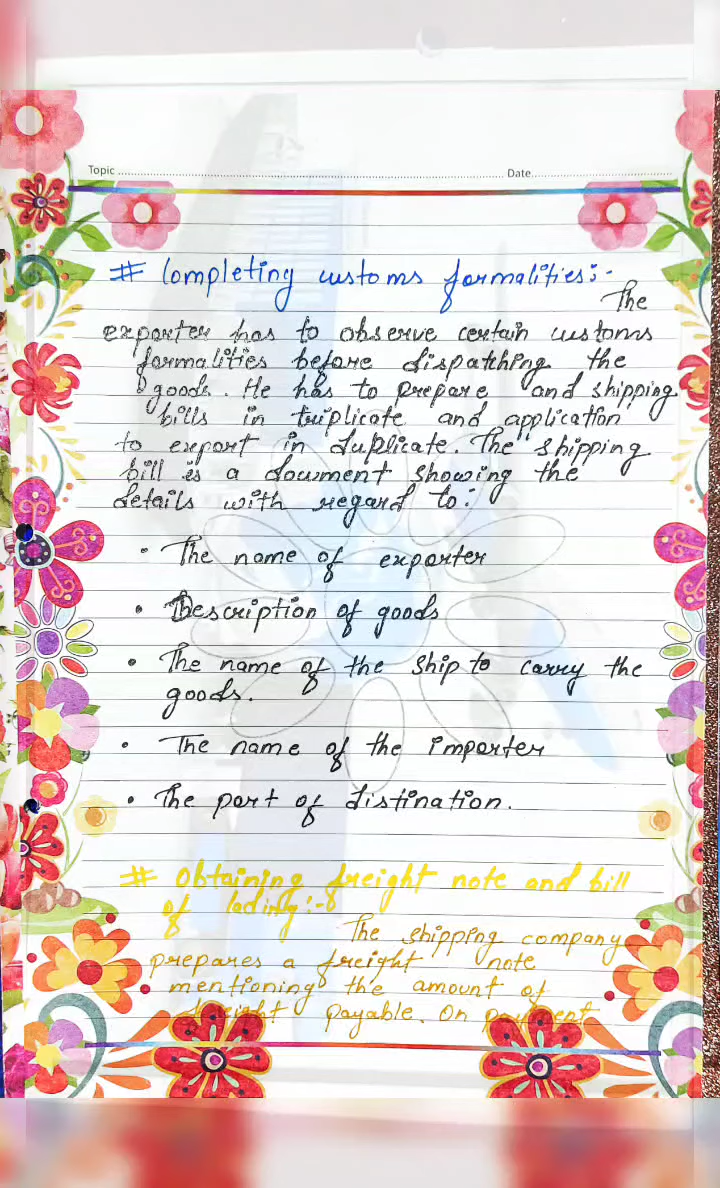 Topic
Date
# Completing customs formalities:-
The
exporter has to observe certain customs
formalities before dispatching the
goods. He has to prepare and shipping
bills in triplicate and application
to export in duplicate. The shipping
bill is a document showing the
details with regard to:
• The name of exporter
• Description of goods
• The name of the ship to carry the
goods.
• The name of the importer
• The port of distination.
# Obtaining freight note and bill
of lading:-
The shipping company
prepares a freight note
mentioning the amount of
freight payable. On payment